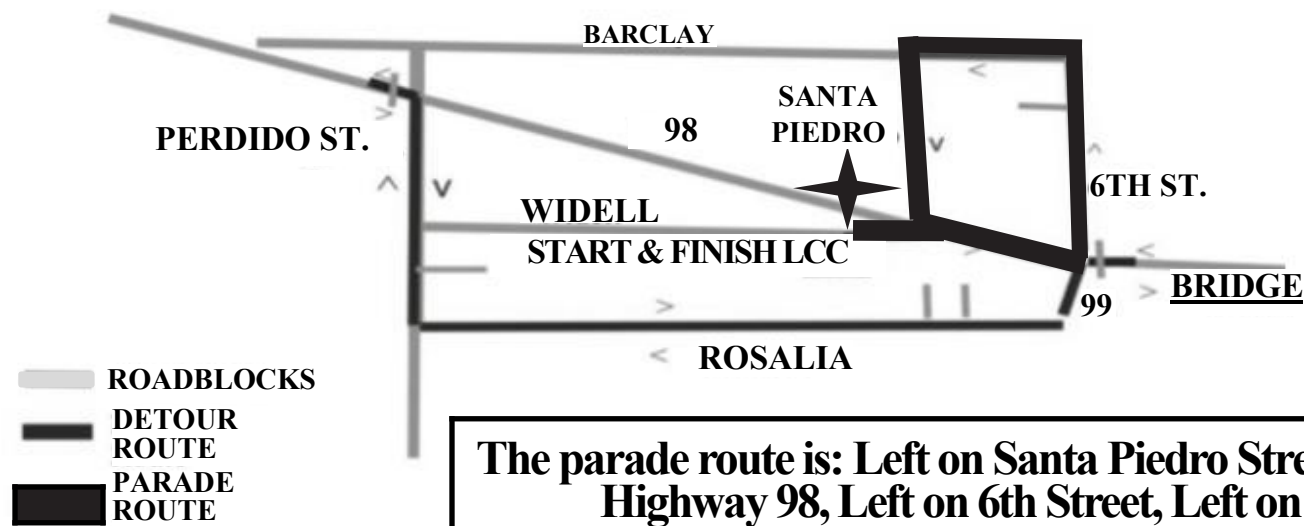 BARCLAY
SANTA
PIEDRO
98
PERDIDO ST.
6TH ST.
WIDELL
START & FINISH LCC
BRIDGE
99
ROSALIA
ROADBLOCKS
DETOUR
ROUTE
PARADE
ROUTE
The parade route is: Left on Santa Piedro Stre
Highway 98, Left on 6th Street, Left on